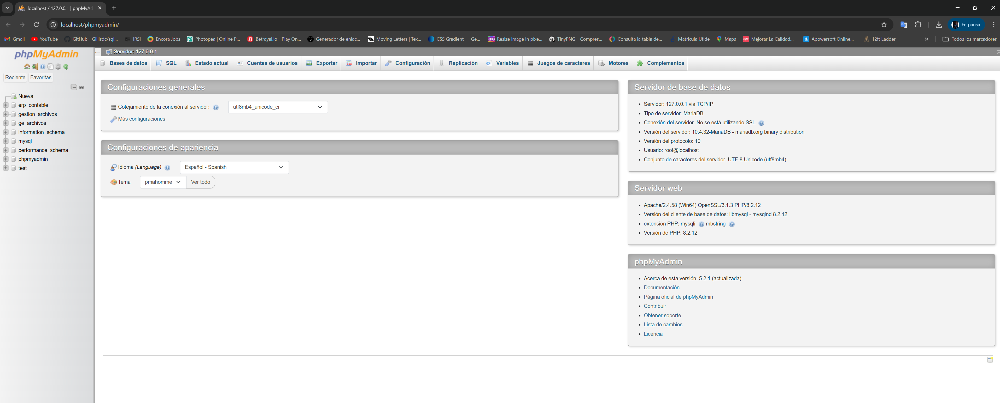 localhost / 127.0.0.1 | phpMyAd
localhost/phpmyadmin/
En pausa
Gmail
YouTube
GitHub - Gillisdc/sql...
IRSI
Encora Jobs
Photopea | Online P...
Betrayal.io - Play On...
Generador de enlac...
Moving Letters | Tex...
CSS Gradient — Ge...
Resize image in pixe...
TinyPNG – Compres...
Consulta la tabla de...
Matricula Ufide
Maps
Mejorar La Calidad...
Apowersoft Online...
12ft Ladder
Todos los marcadores
phpMyAdmin
Reciente
Favoritas
Nueva
erp_contable
gestion_archivos
ge_archivos
information_schema
mysql
performance_schema
phpmyadmin
test
Servidor: 127.0.0.1
Bases de datos
SQL
Estado actual
Cuentas de usuarios
Exportar
Importar
Configuración
Replicación
Variables
Juegos de caracteres
Motores
Complementos
Configuraciones generales
Cotejamiento de la conexión al servidor:
utf8mb4_unicode_ci
Más configuraciones
Configuraciones de apariencia
Idioma (Language)
Español - Spanish
Tema
pmahomme
Ver todo
Servidor de base de datos
Servidor: 127.0.0.1 via TCP/IP
Tipo de servidor: MariaDB
Conexión del servidor: No se está utilizando SSL
Versión del servidor: 10.4.32-MariaDB - mariadb.org binary distribution
Versión del protocolo: 10
Usuario: root@localhost
Conjunto de caracteres del servidor: UTF-8 Unicode (utf8mb4)
Servidor web
Apache/2.4.58 (Win64) OpenSSL/3.1.3 PHP/8.2.12
Versión del cliente de base de datos: libmysql - mysqlnd 8.2.12
extensión PHP: mysqli mbstring
Versión de PHP: 8.2.12
phpMyAdmin
Acerca de esta versión: 5.2.1 (actualizada)
Documentación
Página oficial de phpMyAdmin
Contribuir
Obtener soporte
Lista de cambios
Licencia